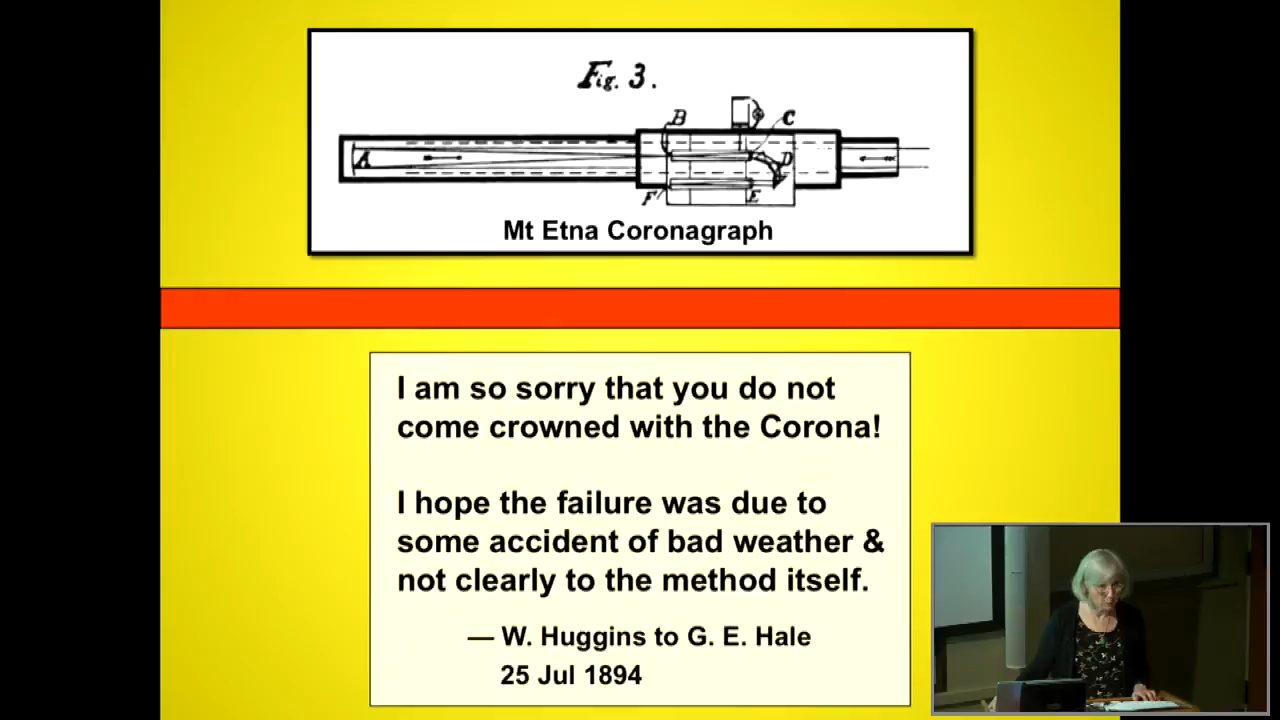 Fig. 3.
B
C
A
D
F
E
Mt Etna Coronagraph
I am so sorry that you do not
come crowned with the Corona!
I hope the failure was due to
some accident of bad weather &
not clearly to the method itself.
— W. Huggins to G. E. Hale
25 Jul 1894